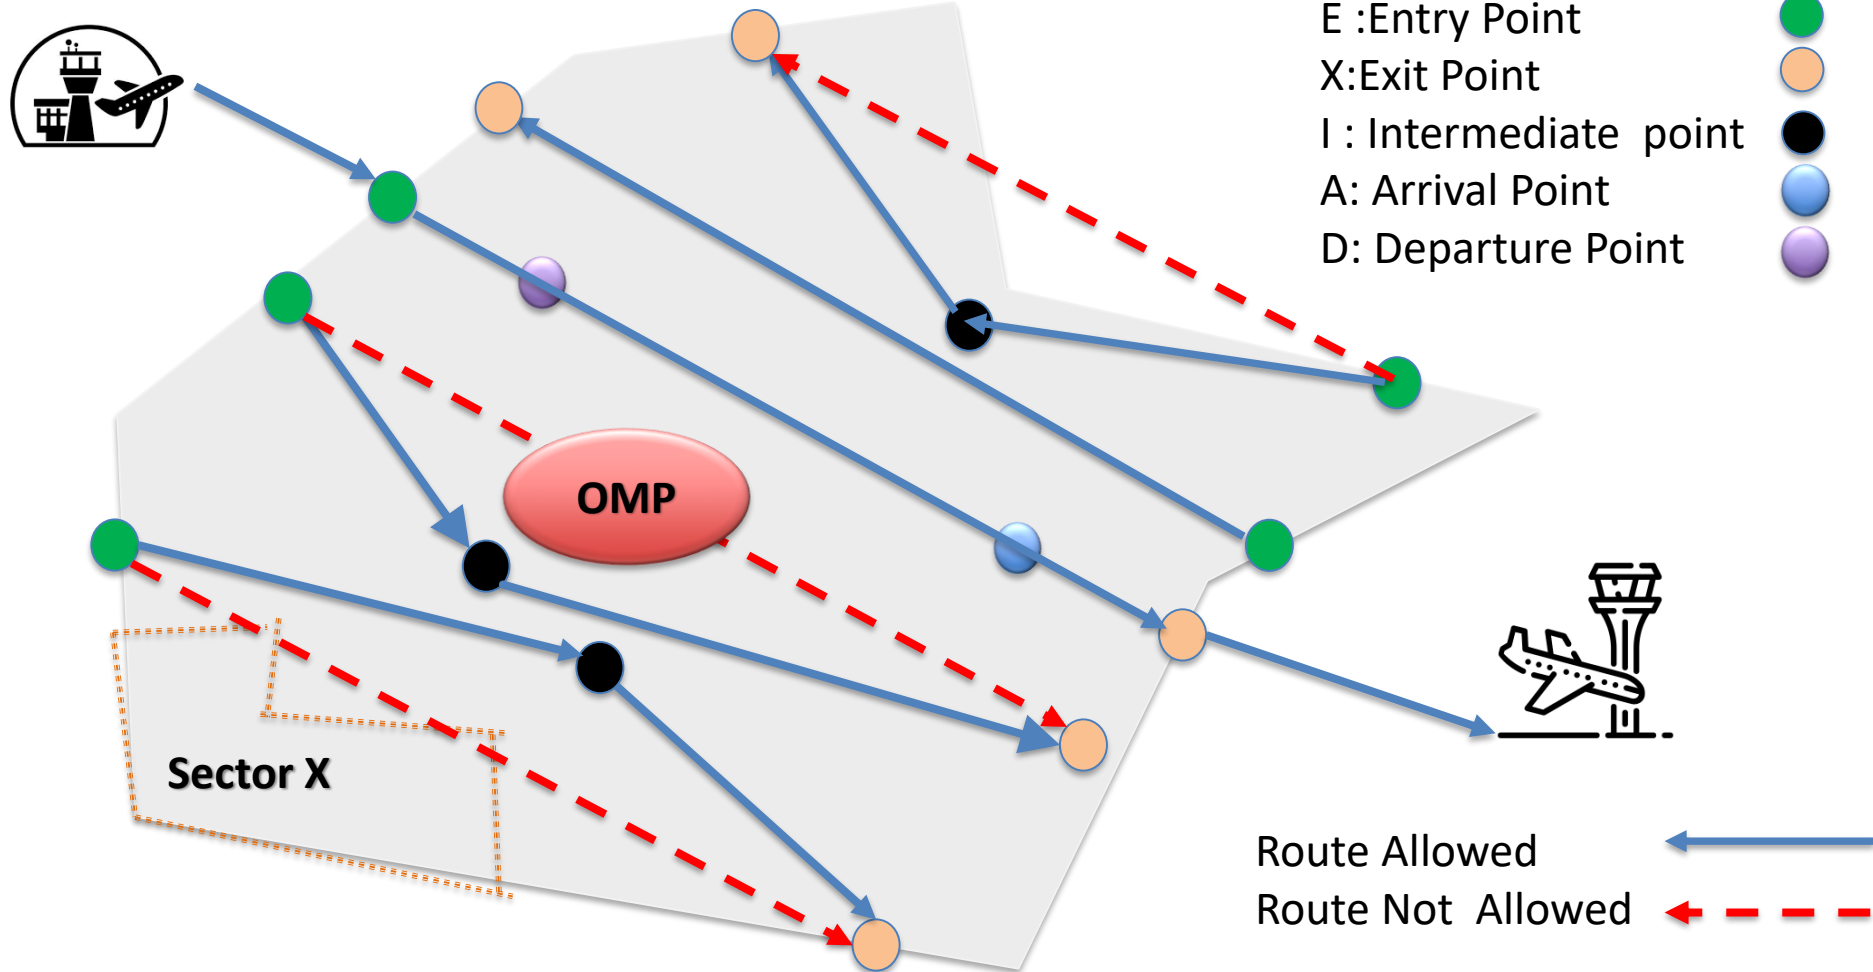 E :Entry Point
X:Exit Point
I : Intermediate point
A: Arrival Point
D: Departure Point
OMP
Sector X
Route Allowed
Route Not Allowed